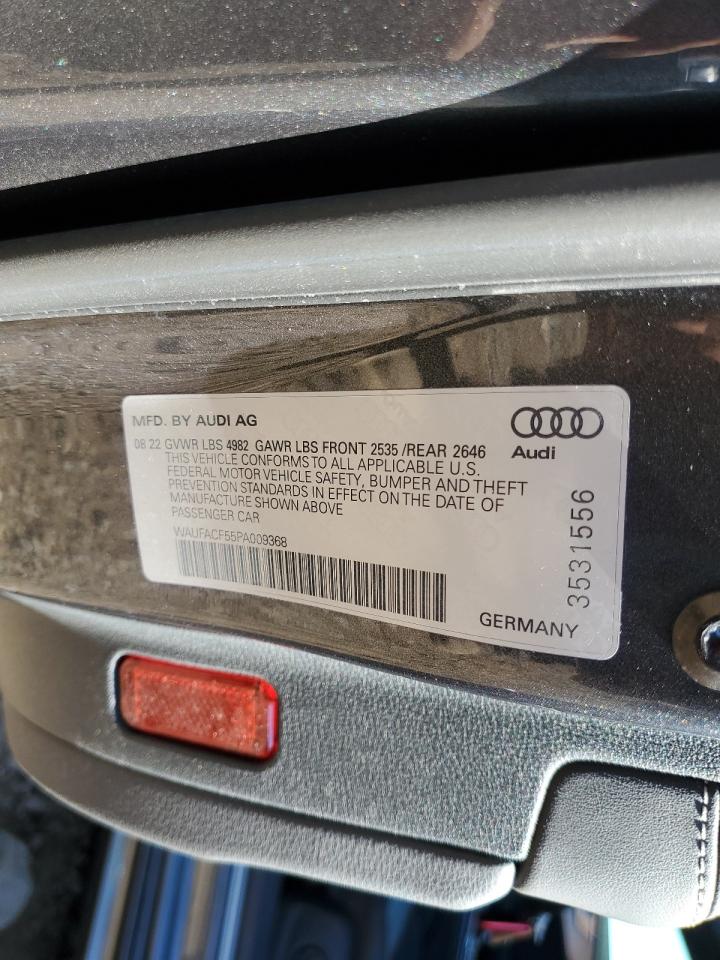 MFD. BY AUDI AG
Audi
08 22 GVWR LBS 4982 GAWR LBS FRONT 2535 /REAR 2646
THIS VEHICLE CONFORMS TO ALL APPLICABLE U.S.
FEDERAL MOTOR VEHICLE SAFETY, BUMPER AND THEFT
PREVENTION STANDARDS IN EFFECT ON THE DATE OF
MANUFACTURE SHOWN ABOVE
PASSENGER CAR
WAUFACF55PA009368
GERMANY
3531556